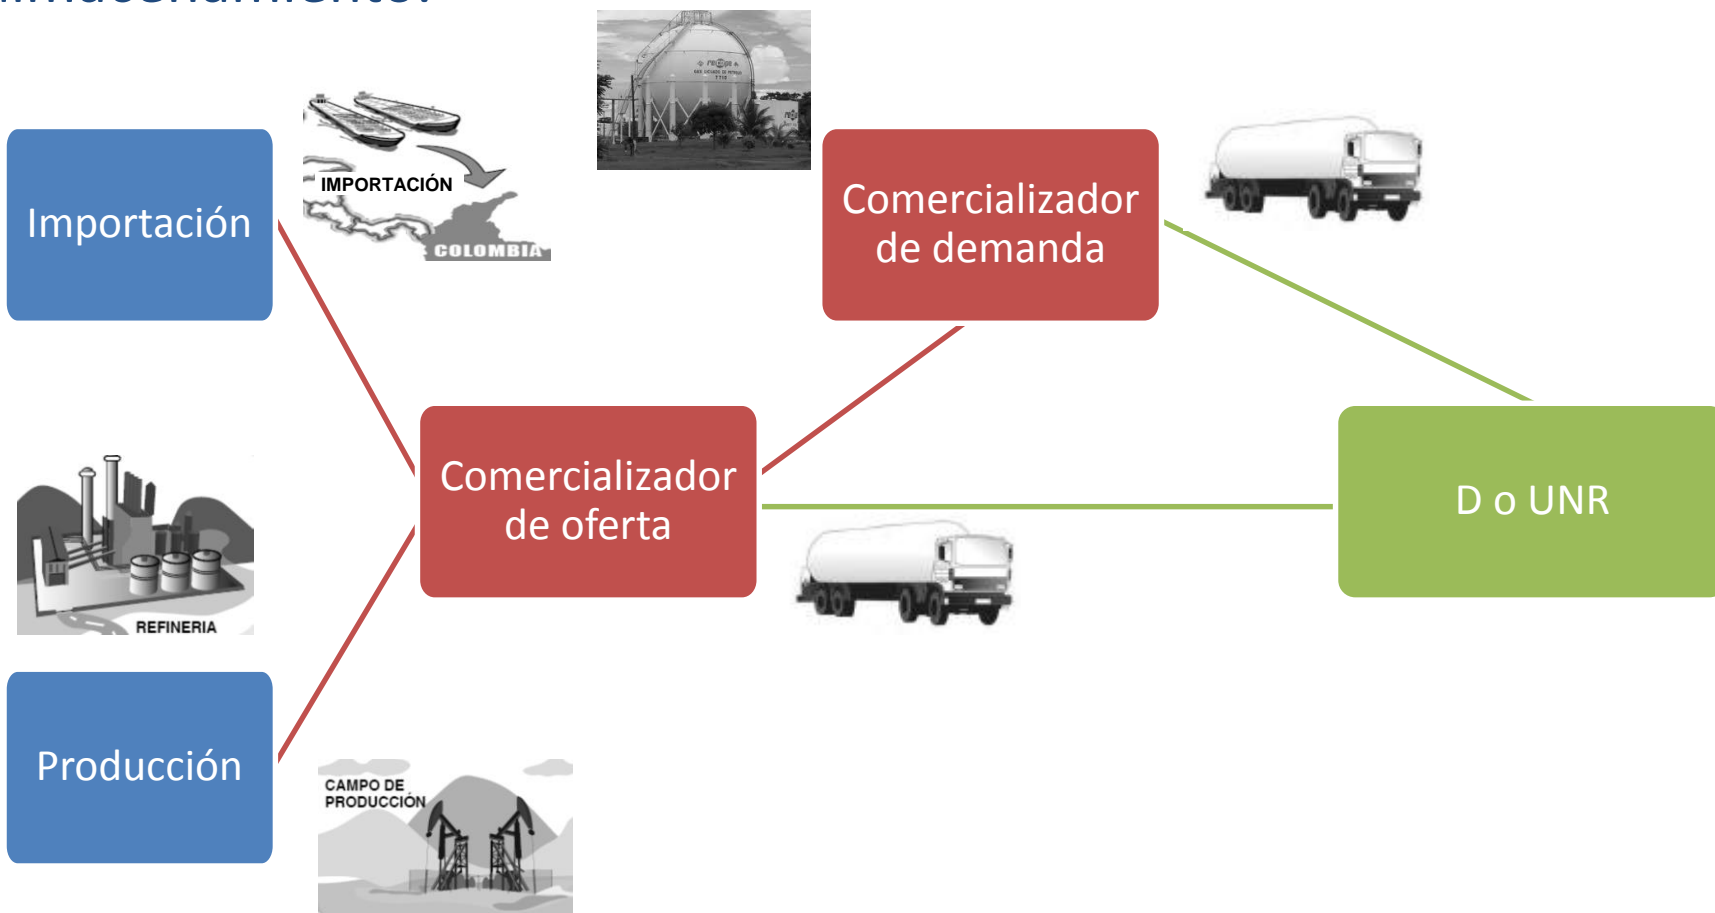 IMPORTACIÓN
COLOMBIA
Importación
Comercializador
de demanda
Comercializador
de oferta
D o UNR
REFINERIA
Producción
CAMPO DE
PRODUCCIÓN